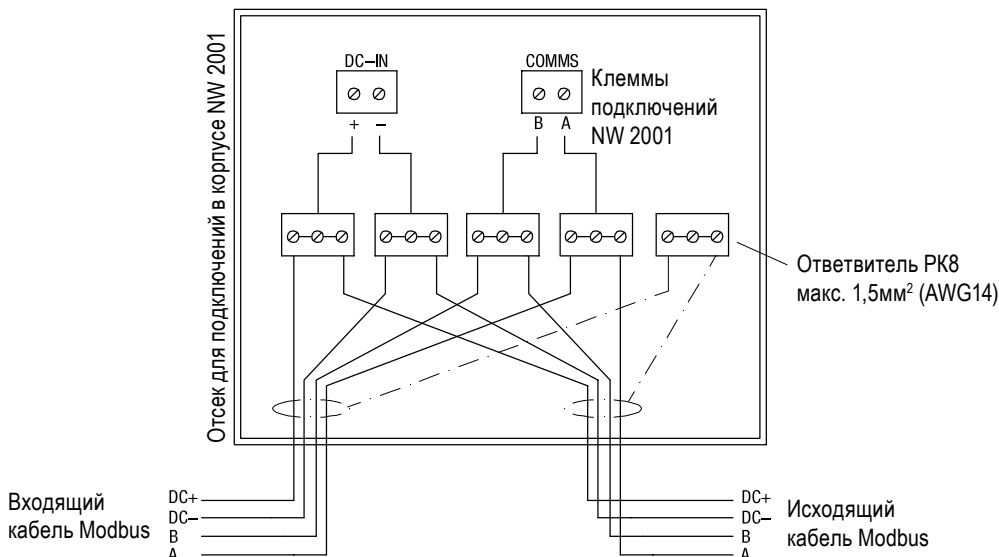 Отсек для подключений в корпусе NW 2001
DC–IN
COMMS
Клеммы
подключений
NW 2001
+ –
B A
Ответвитель РК8
макс. 1,5мм² (AWG14)
Входящий
кабель Modbus
DC+
DC–
B
A
DC+
DC–
B
A
Исходящий
кабель Modbus